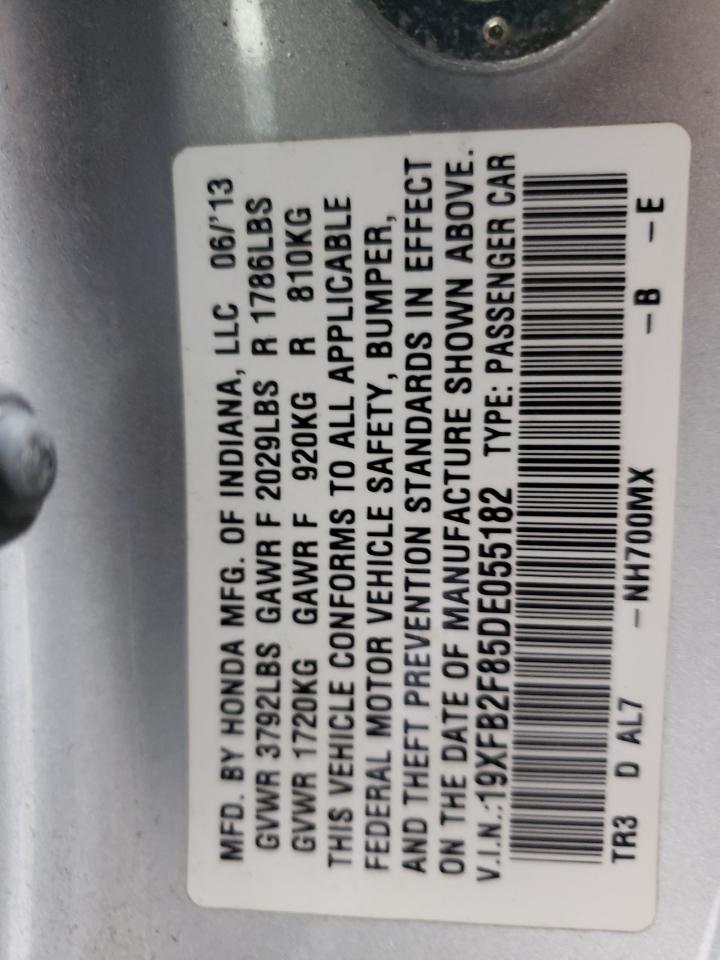 MFD. BY HONDA MFG. OF INDIANA, LLC 06/'13
GVWR 3792LBS GAWR F 2029LBS R 1786LBS
GVWR 1720KG GAWR F 920KG R 810KG
THIS VEHICLE CONFORMS TO ALL APPLICABLE
FEDERAL MOTOR VEHICLE SAFETY, BUMPER,
AND THEFT PREVENTION STANDARDS IN EFFECT
ON THE DATE OF MANUFACTURE SHOWN ABOVE.
V.I.N.:19XFB2F85DE055182 TYPE: PASSENGER CAR
TR3 D AL7 –NH700MX –B –E